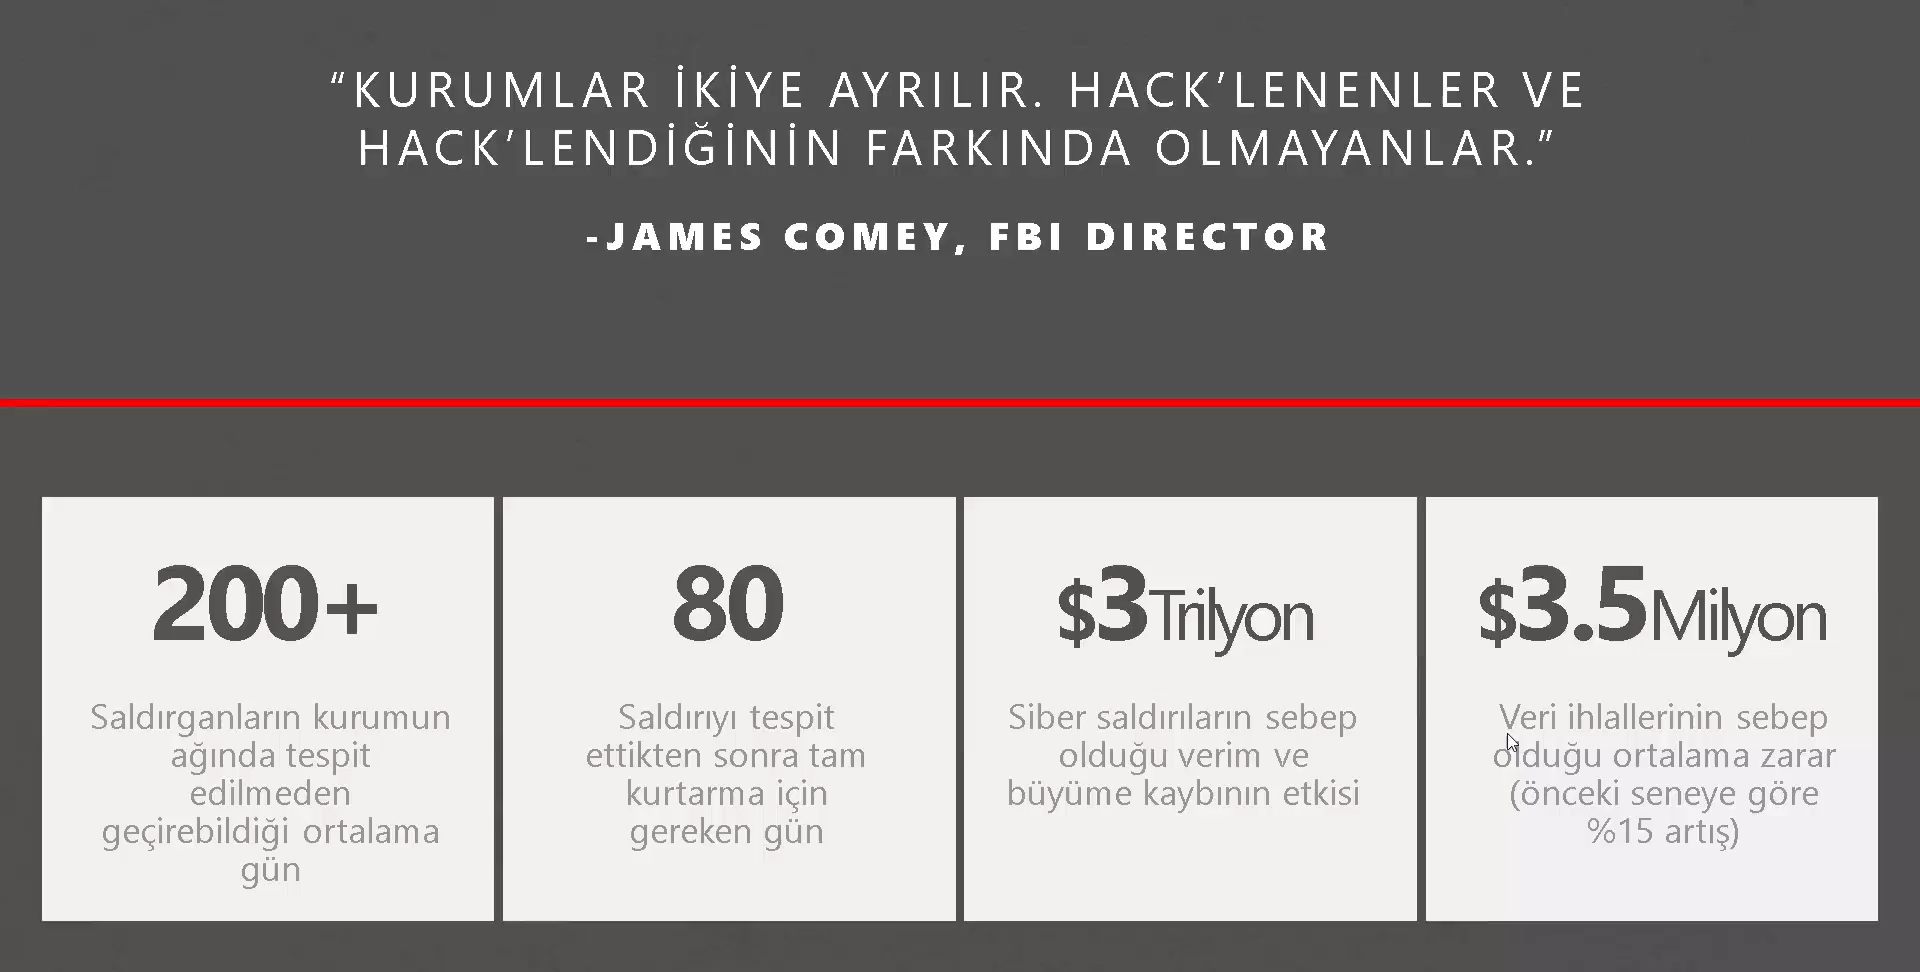 “KURUMLAR İKİYE AYRILIR. HACK’LENENLER VE
HACK’LENDİĞİNİN FARKINDA OLMAYANLAR.”
-JAMES COMEY, FBI DIRECTOR
200+
Saldırganların kurumun
ağında tespit
edilmeden
geçirebildiği ortalama
gün
80
Saldırıyı tespit
ettikten sonra tam
kurtarma için
gereken gün
$3Trilyon
Siber saldırıların sebep
olduğu verim ve
büyüme kaybının etkisi
$3.5Milyon
Veri ihlallerinin sebep
olduğu ortalama zarar
(önceki seneye göre
%15 artış)